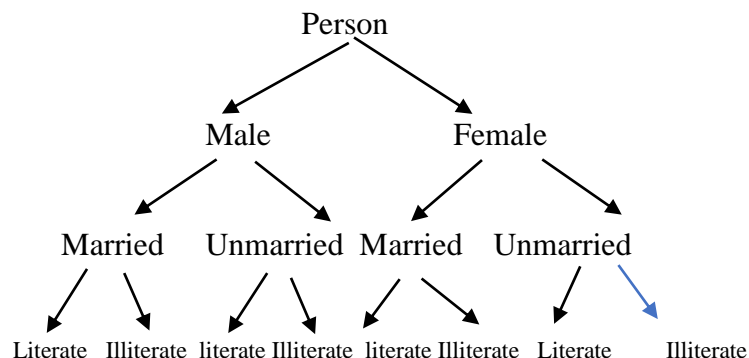 Person
Male Female
Married Unmarried Married Unmarried
Literate Illiterate literate Illiterate literate Illiterate Literate Illiterate